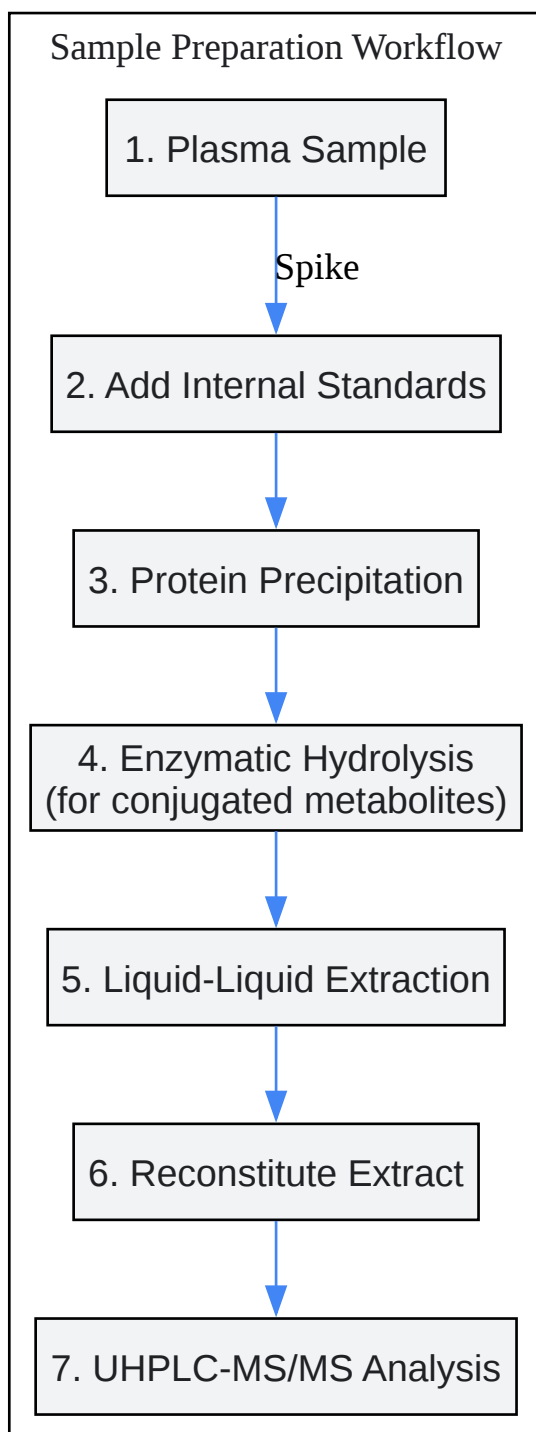 Sample Preparation Workflow
1. Plasma Sample
Spike
2. Add Internal Standards
3. Protein Precipitation
4. Enzymatic Hydrolysis
(for conjugated metabolites)
5. Liquid-Liquid Extraction
6. Reconstitute Extract
7. UHPLC-MS/MS Analysis